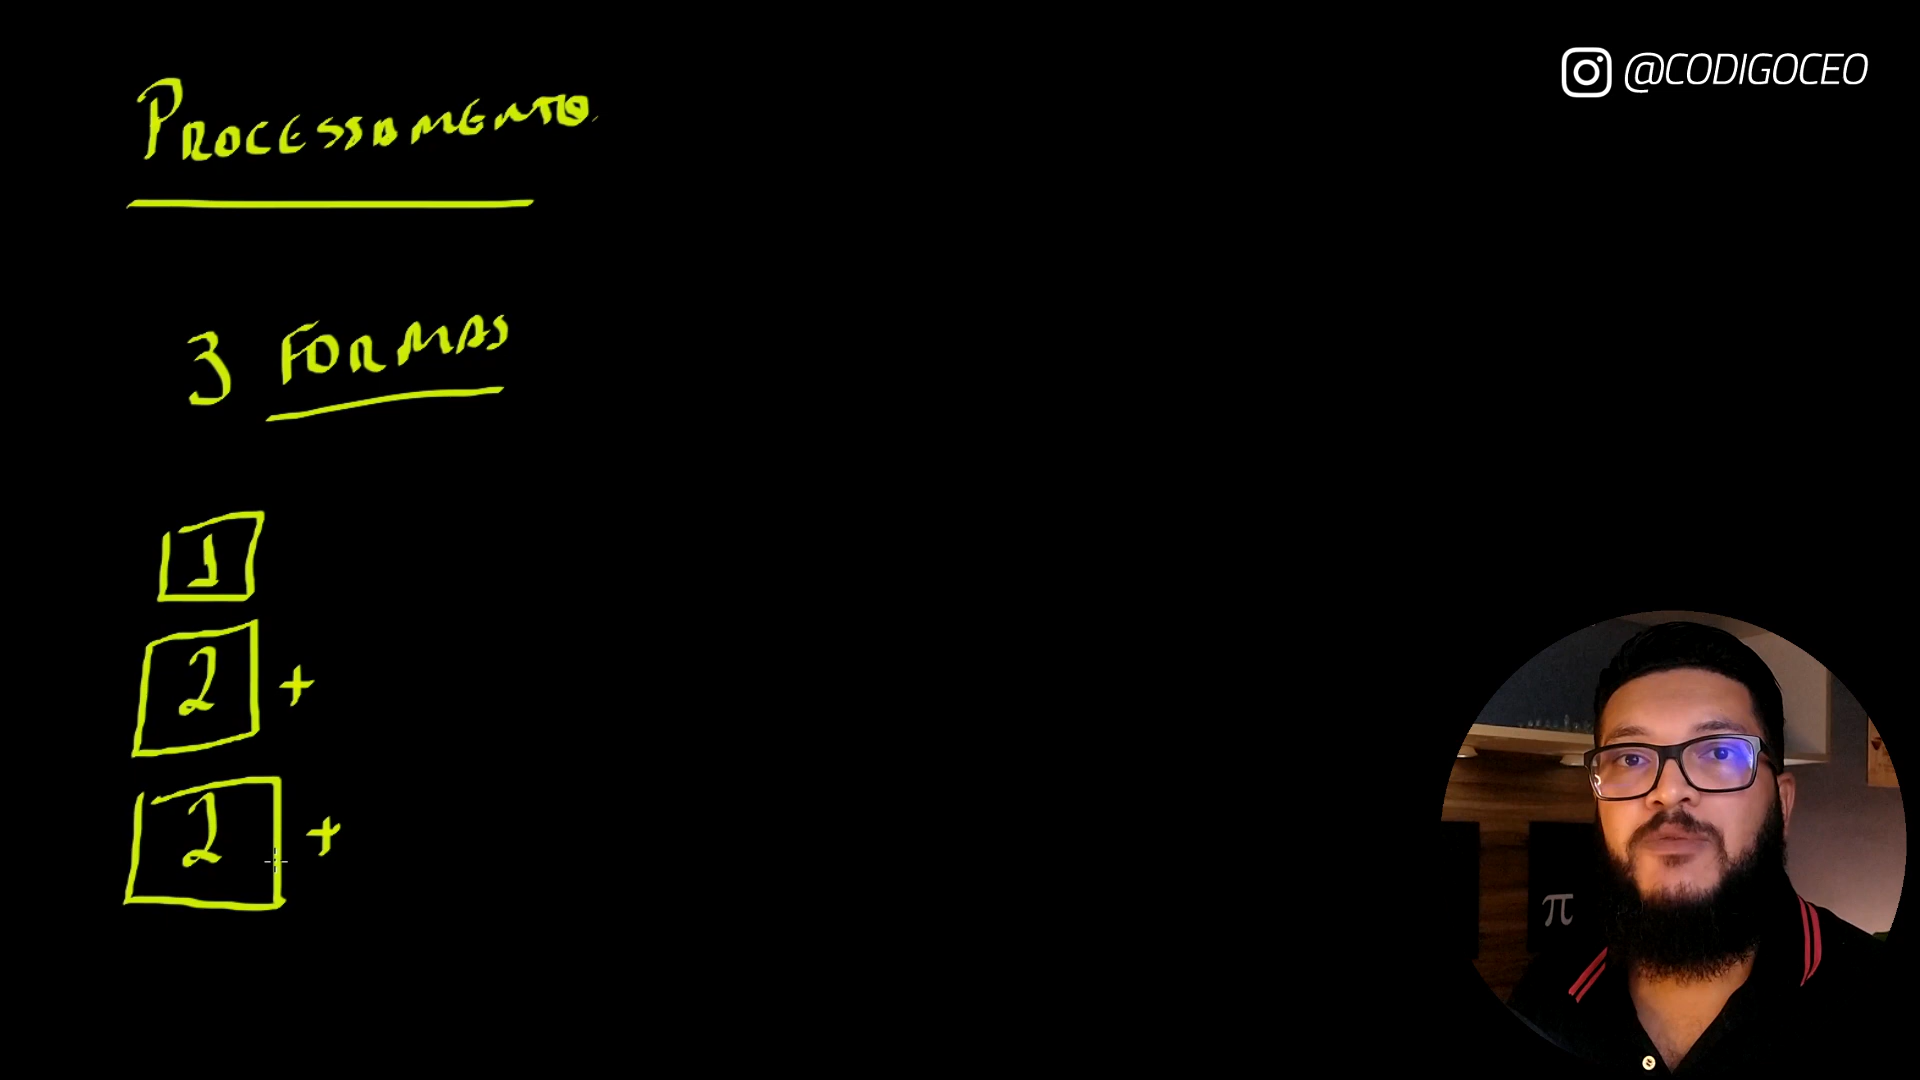 @CODIGOCEO
PROCESSAMENTO
3 FORMAS
1
2 +
2 +
π